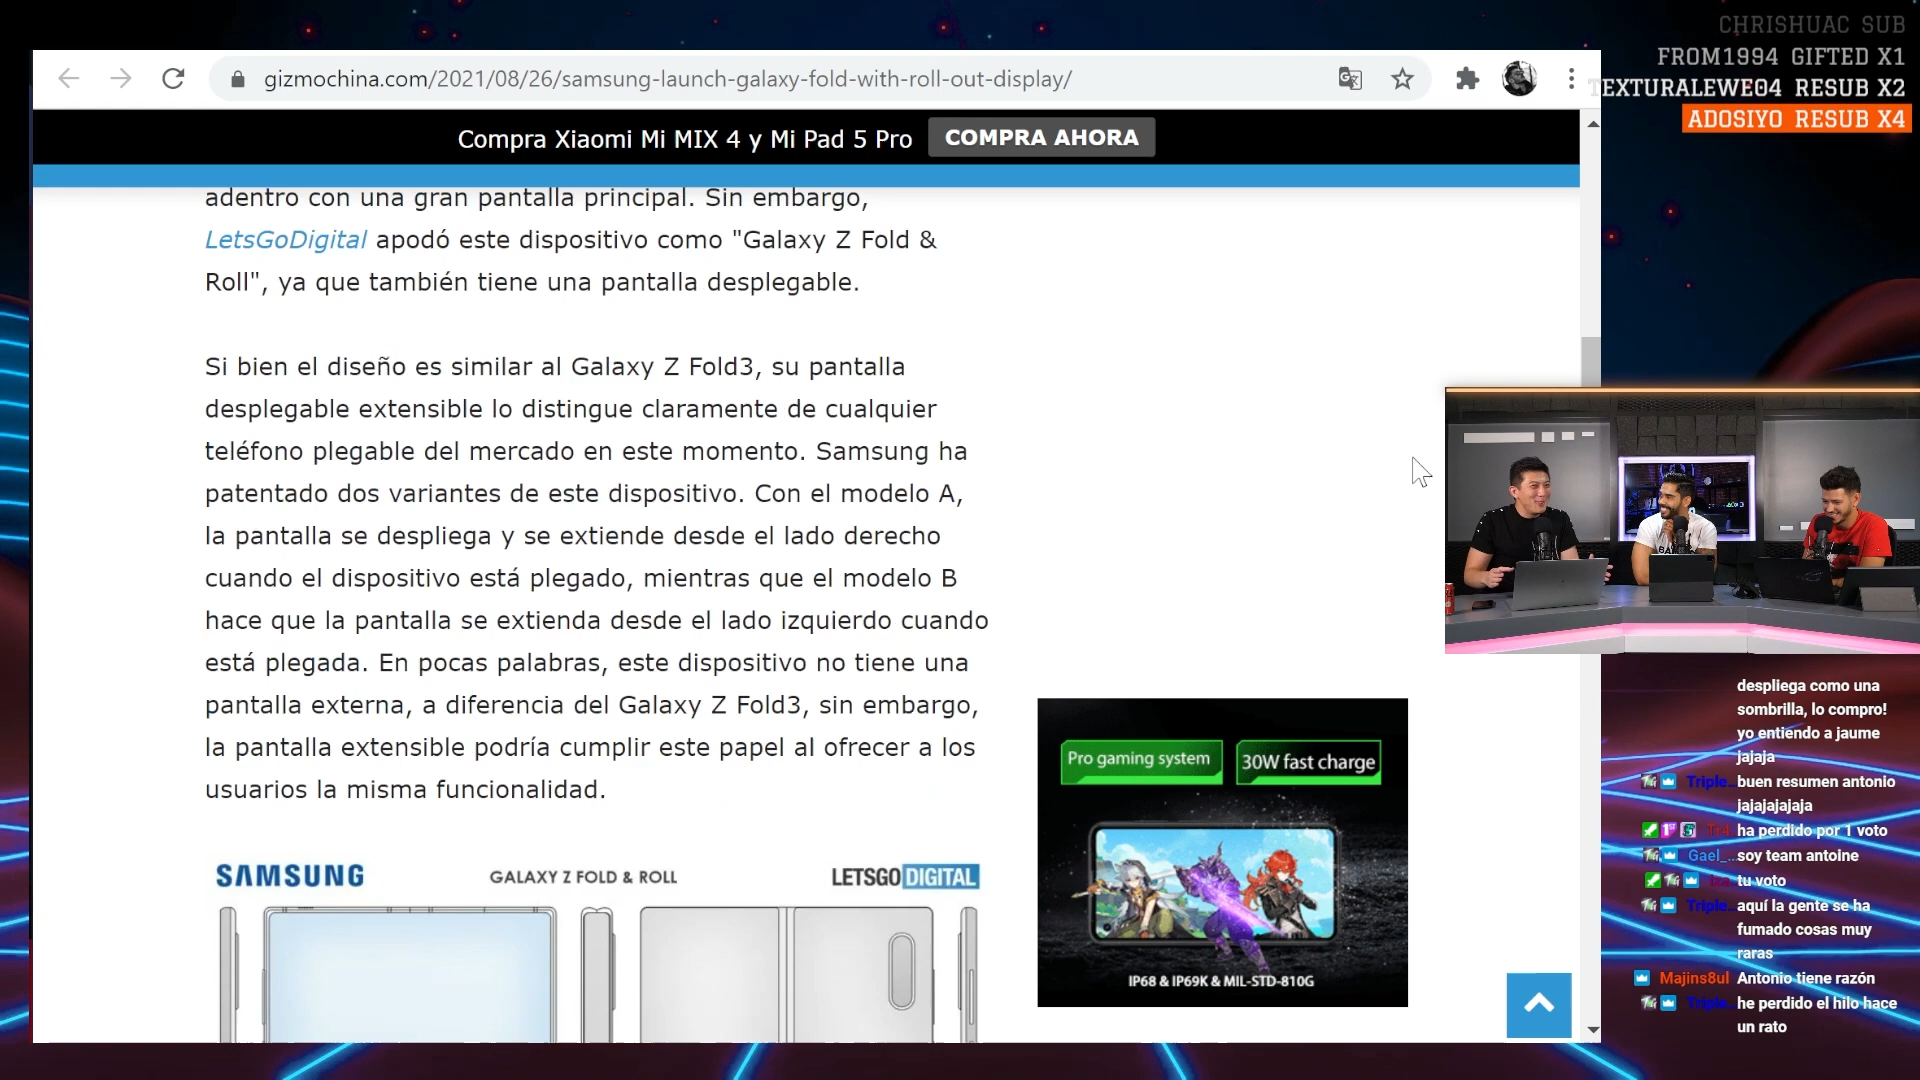 CHRISHUAC SUB
FROM1994 GIFTED X1
TEXTURALEWE04 RESUB X2
ADOSIYO RESUB X4
gizmochina.com/2021/08/26/samsung-launch-galaxy-fold-with-roll-out-display/
Compra Xiaomi Mi MIX 4 y Mi Pad 5 Pro COMPRA AHORA
adentro con una gran pantalla principal. Sin embargo,
LetsGoDigital apodó este dispositivo como "Galaxy Z Fold &
Roll", ya que también tiene una pantalla desplegable.
Si bien el diseño es similar al Galaxy Z Fold3, su pantalla
desplegable extensible lo distingue claramente de cualquier
teléfono plegable del mercado en este momento. Samsung ha
patentado dos variantes de este dispositivo. Con el modelo A,
la pantalla se despliega y se extiende desde el lado derecho
cuando el dispositivo está plegado, mientras que el modelo B
hace que la pantalla se extienda desde el lado izquierdo cuando
está plegada. En pocas palabras, este dispositivo no tiene una
pantalla externa, a diferencia del Galaxy Z Fold3, sin embargo,
la pantalla extensible podría cumplir este papel al ofrecer a los
usuarios la misma funcionalidad.
SAMSUNG GALAXY Z FOLD & ROLL LETSGODIGITAL
Pro gaming system 30W fast charge
IP68 & IP69K & MIL-STD-810G
despliega como una
sombrilla, lo compro!
yo entiendo a jaume
jajaja
Triple... buen resumen antonio
jajajajajaja
ha perdido por 1 voto
Gael_... soy team antoine
tu voto
Triple... aquí la gente se ha
fumado cosas muy
raras
Majins8ul Antonio tiene razón
Triple... he perdido el hilo hace
un rato